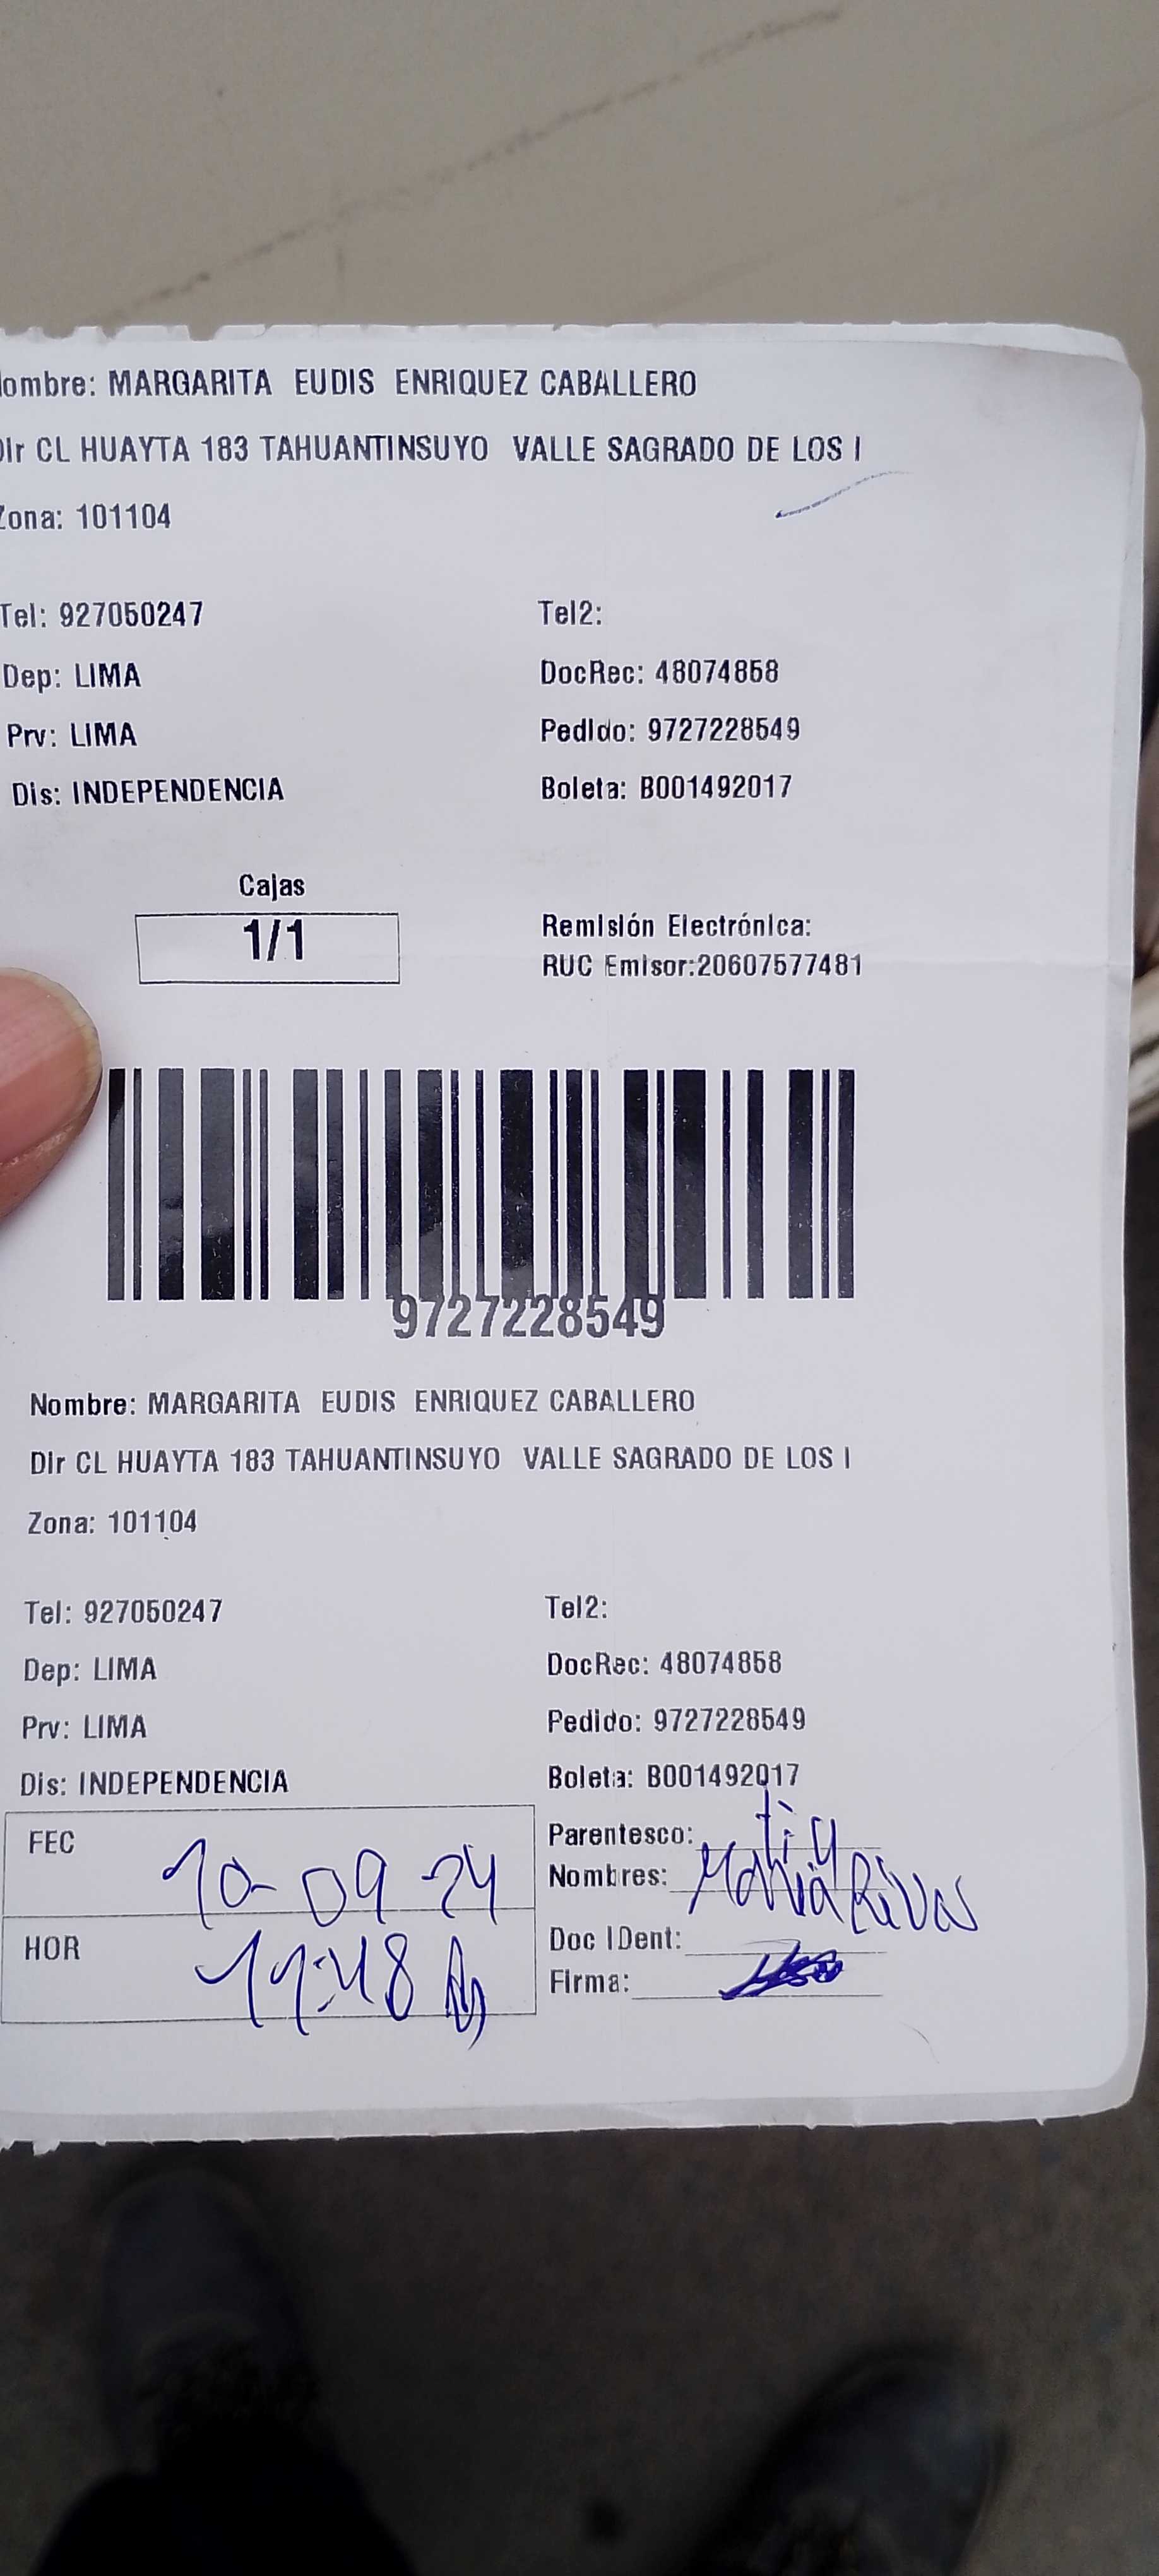 ombre: MARGARITA EUDIS ENRIQUEZ CABALLERO
Dir CL HUAYTA 183 TAHUANTINSUYO VALLE SAGRADO DE LOS I
Zona: 101104
Tel: 927050247 Tel2:
Dep: LIMA DocRec: 48074858
Prv: LIMA Pedido: 9727228549
Dis: INDEPENDENCIA Boleta: B001492017
Cajas
1/1
Remisión Electrónica:
RUC Emisor:20607577481
9727228549
Nombre: MARGARITA EUDIS ENRIQUEZ CABALLERO
Dir CL HUAYTA 183 TAHUANTINSUYO VALLE SAGRADO DE LOS I
Zona: 101104
Tel: 927050247 Tel2:
Dep: LIMA DocRec: 48074858
Prv: LIMA Pedido: 9727228549
Dis: INDEPENDENCIA Boleta: B001492017
FEC 10-09-24 Parentesco: tia
Nombres: Rivas
HOR 11:48 Doc IDent:
Firma: